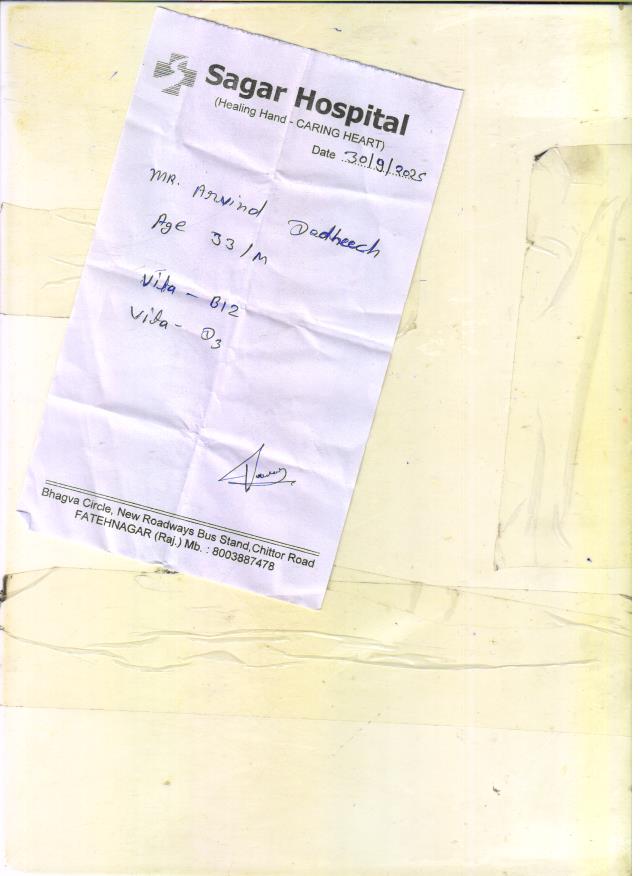 Sagar Hospital
(Healing Hand - CARING HEART)
Date 30/9/2025
MR. Arvind Dadheech
Age 33/M
Vita - B12
Vita - D3
Bhagva Circle, New Roadways Bus Stand,Chittor Road
FATEHNAGAR (Raj.) Mb. : 8003887478